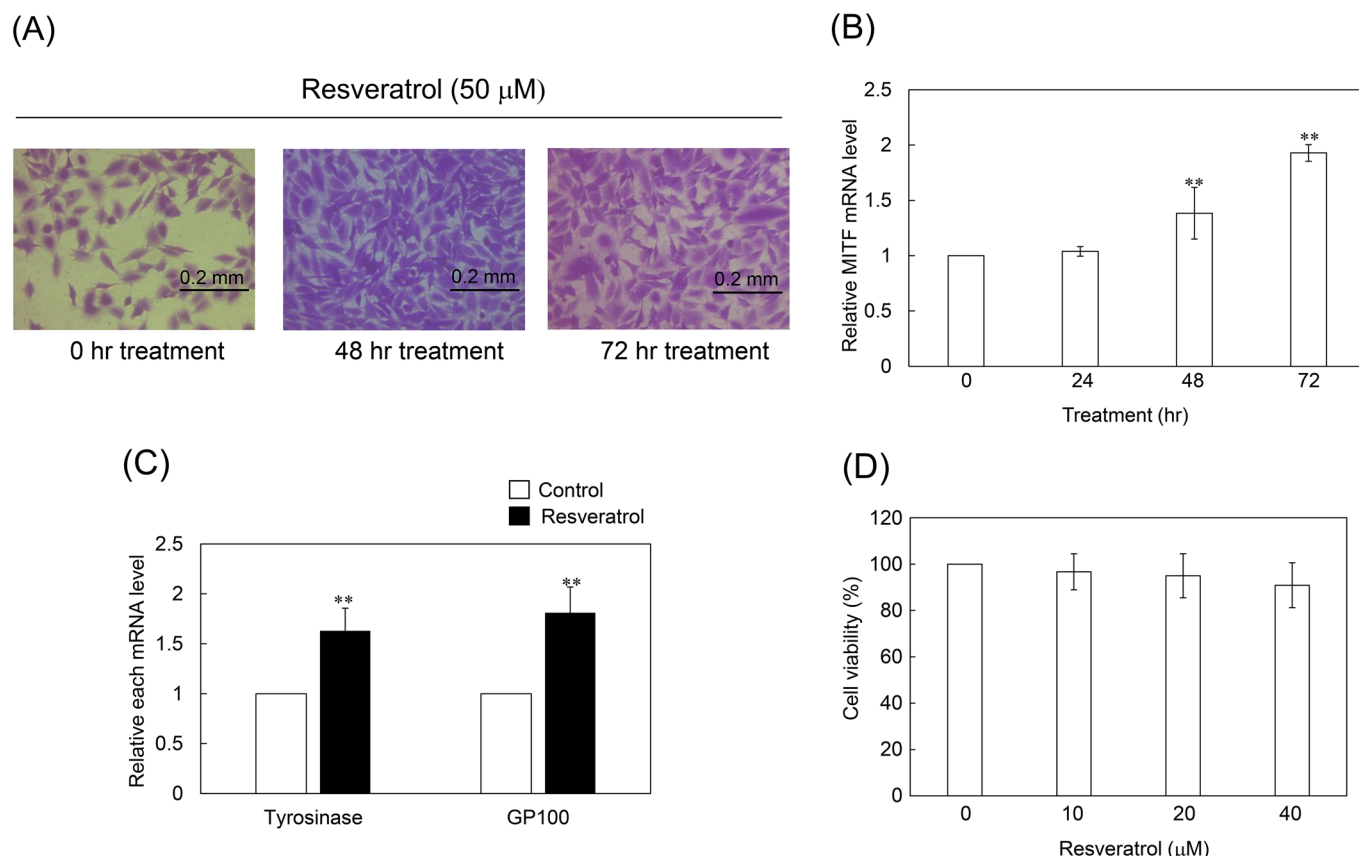 (A)
Resveratrol (50 μM)
0.2 mm
0.2 mm
0.2 mm
0 hr treatment
48 hr treatment
72 hr treatment
(B)
Relative MITF mRNA level
2.5
2
1.5
1
0.5
0
**
**
0
24
48
72
Treatment (hr)
(C)
Control
Resveratrol
Relative each mRNA level
2.5
2
1.5
1
0.5
0
**
**
Tyrosinase
GP100
(D)
Cell viability (%)
120
100
80
60
40
20
0
0
10
20
40
Resveratrol (μM)